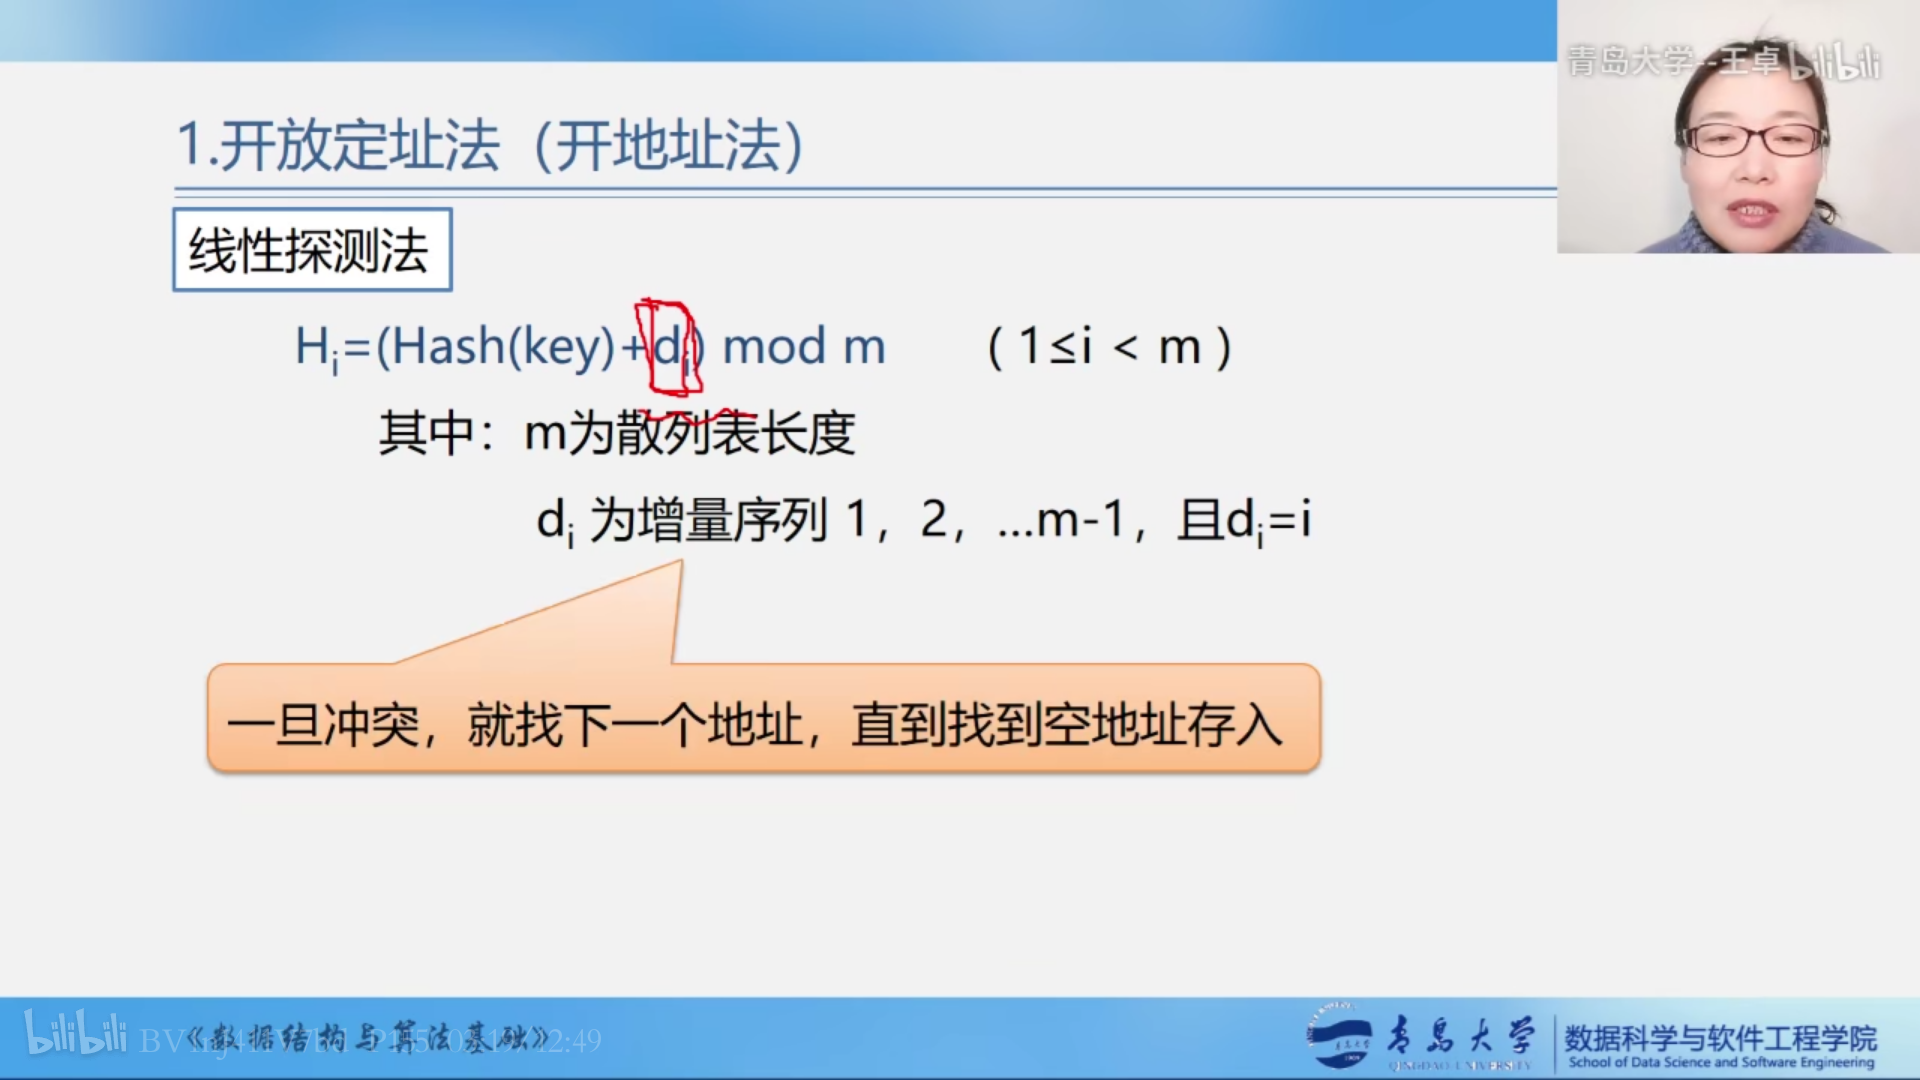 青岛大学--王卓 bilibili
1.开放定址法（开地址法）
线性探测法
Hi=(Hash(key)+di) mod m （ 1≤i < m ）
其中：m为散列表长度
di 为增量序列 1，2，...m-1，且di=i
一旦冲突，就找下一个地址，直到找到空地址存入
bilibili
《数据结构与算法基础》
青岛大学
QINGDAO UNIVERSITY
数据科学与软件工程学院
School of Data Science and Software Engineering